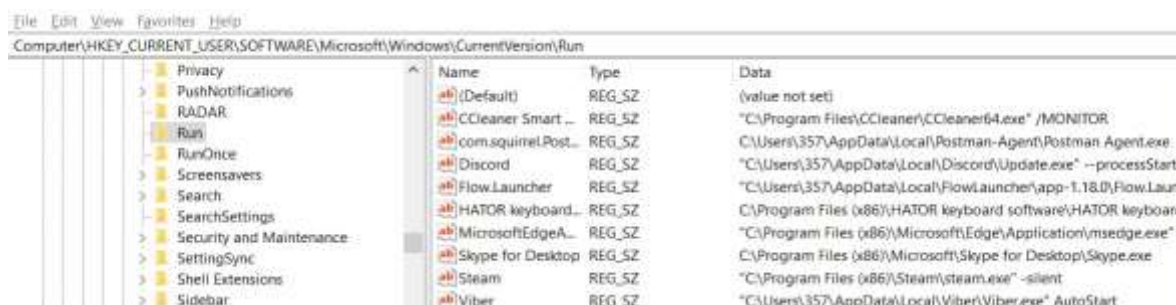 File Edit View Favorites Help
Computer\HKEY_CURRENT_USER\SOFTWARE\Microsoft\Windows\CurrentVersion\Run
Privacy
PushNotifications
RADAR
Run
RunOnce
Screensavers
Search
SearchSettings
Security and Maintenance
SettingSync
Shell Extensions
Sidebar
Name Type Data
(Default) REG_SZ (value not set)
CCleaner Smart ... REG_SZ "C:\Program Files\CCleaner\CCleaner64.exe" /MONITOR
com.squirrel.Post... REG_SZ C:\Users\357\AppData\Local\Postman-Agent\Postman Agent.exe
Discord REG_SZ "C:\Users\357\AppData\Local\Discord\Update.exe" --processStart
Flow.Launcher REG_SZ "C:\Users\357\AppData\Local\FlowLauncher\app-1.18.0\Flow.Laun
HATOR keyboard... REG_SZ C:\Program Files (x86)\HATOR keyboard software\HATOR keyboar
MicrosoftEdgeA... REG_SZ "C:\Program Files (x86)\Microsoft\Edge\Application\msedge.exe"
Skype for Desktop REG_SZ C:\Program Files (x86)\Microsoft\Skype for Desktop\Skype.exe
Steam REG_SZ "C:\Program Files (x86)\Steam\steam.exe" -silent
Viber REG_SZ "C:\Users\357\AppData\Local\Viber\Viber.exe" AutoStart